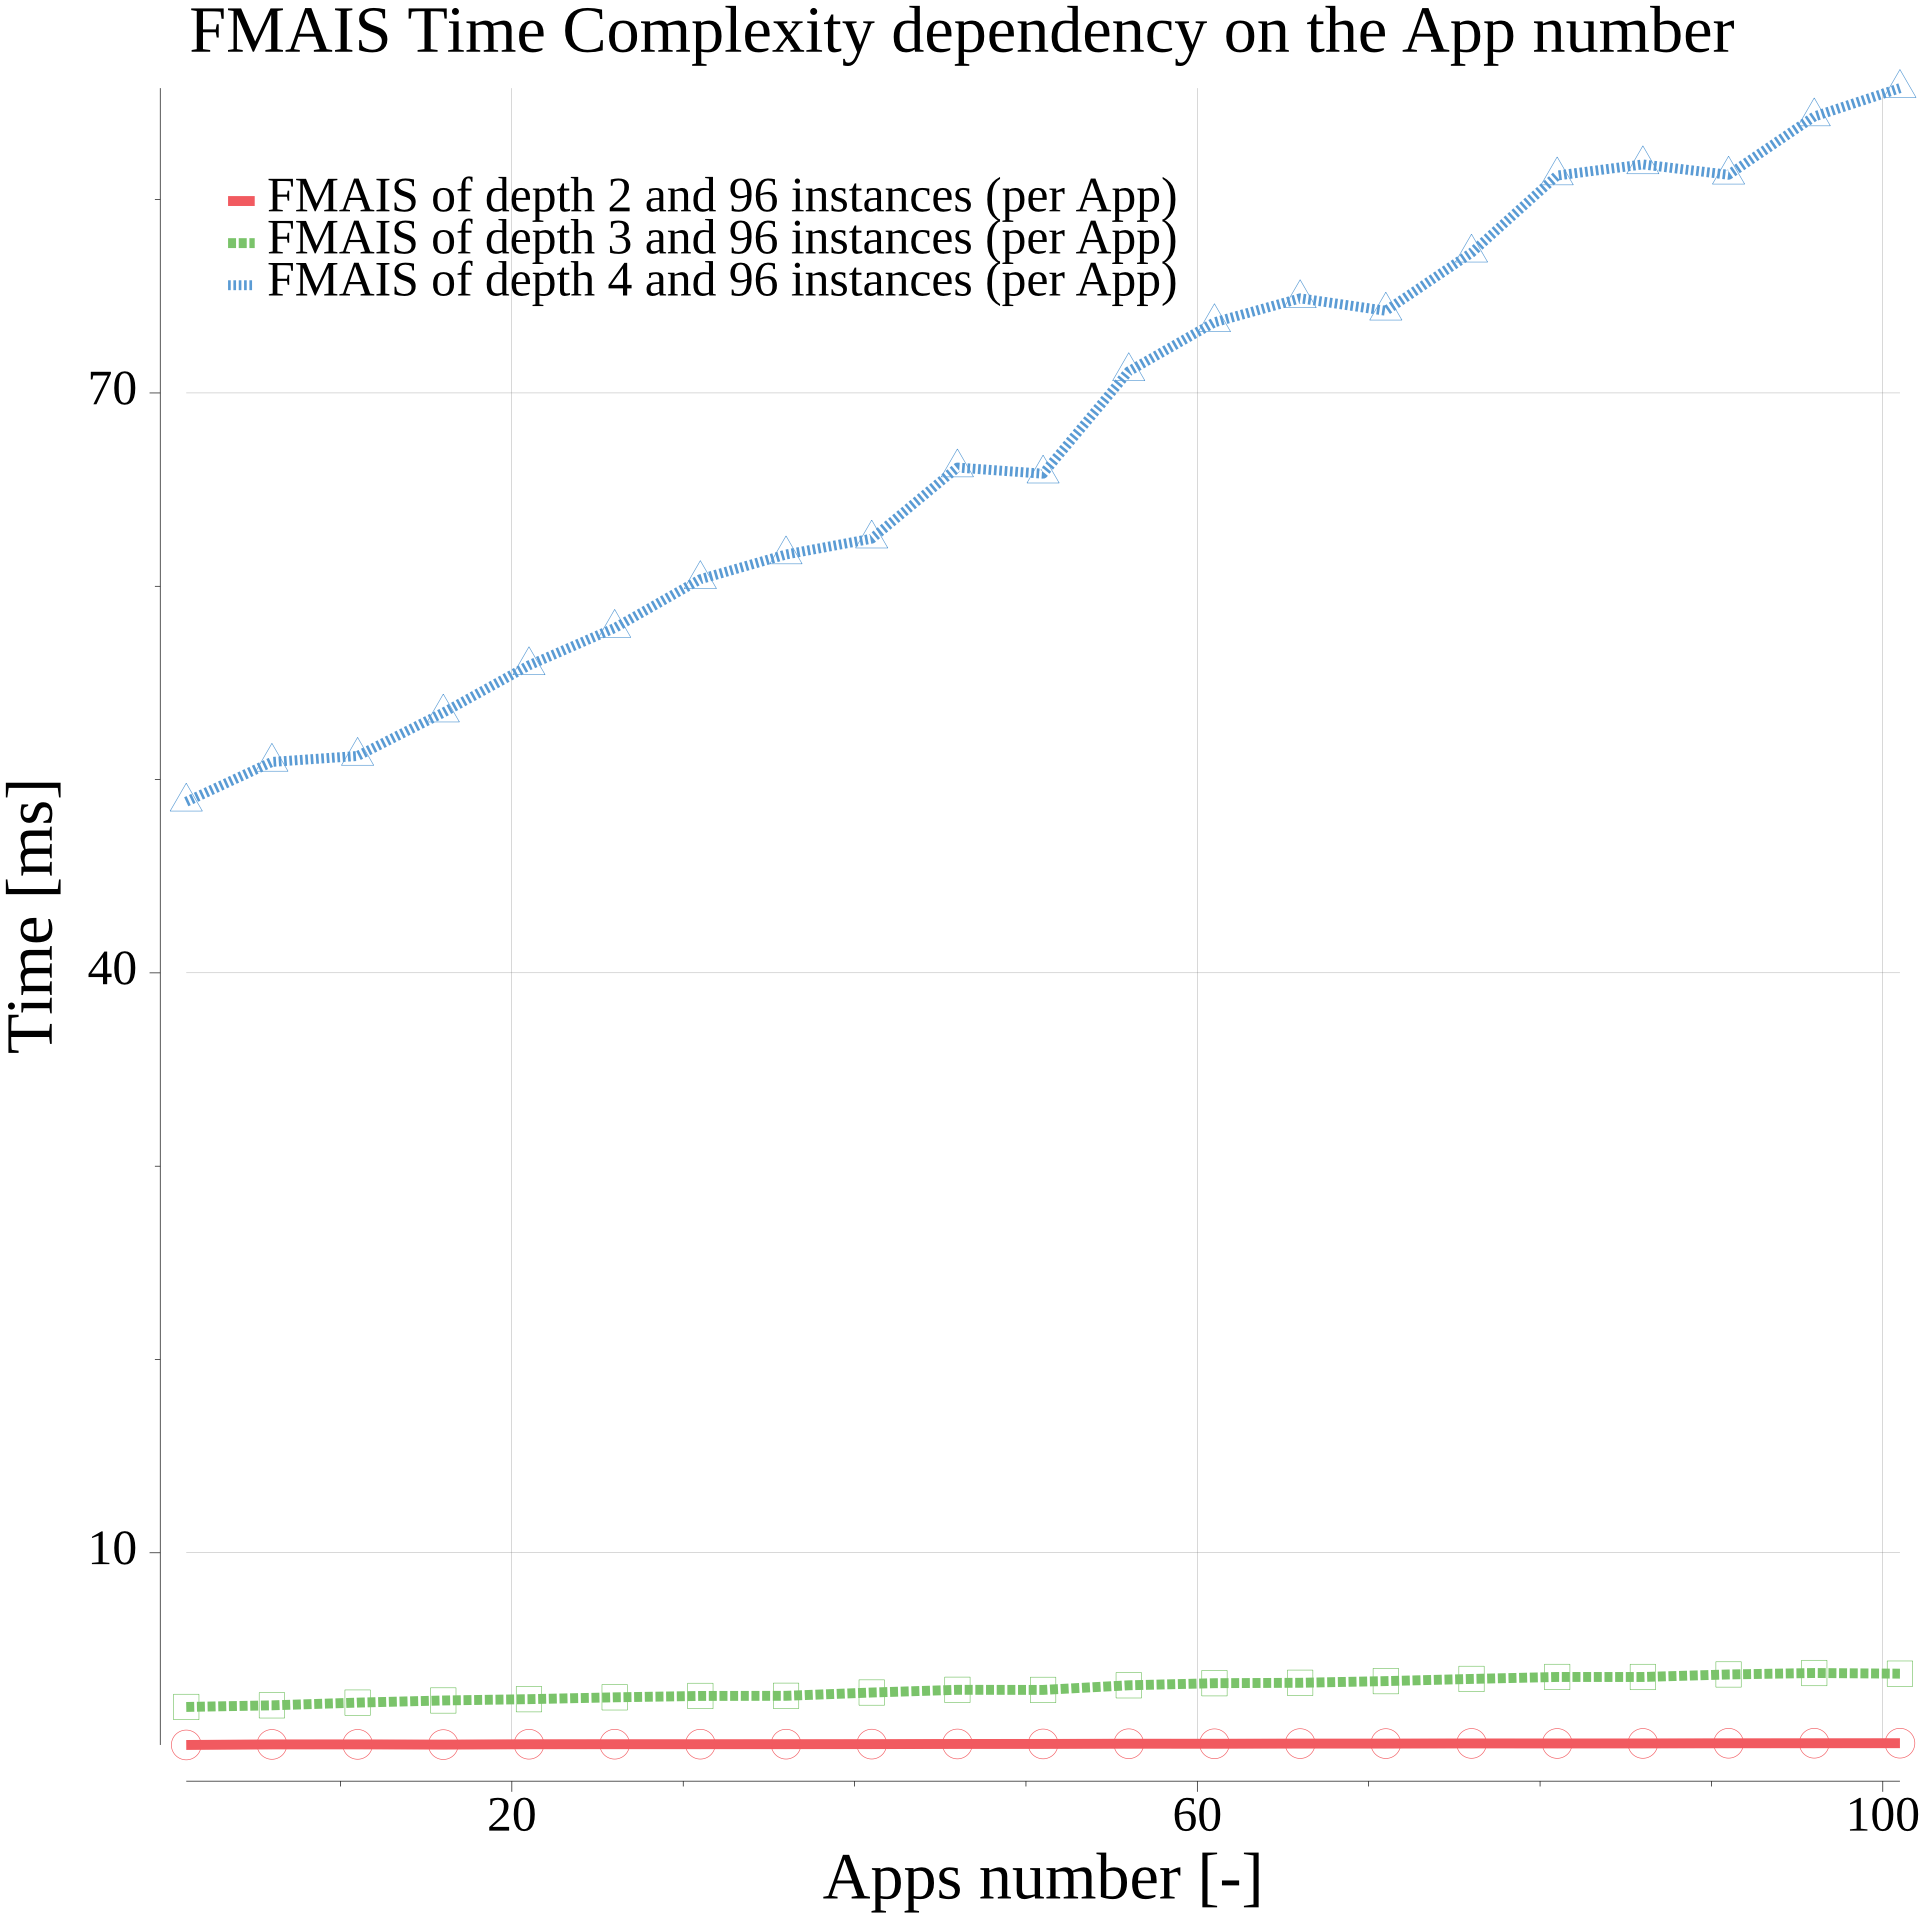 FMAIS Time Complexity dependency on the App number
FMAIS of depth 2 and 96 instances (per App)
FMAIS of depth 3 and 96 instances (per App)
FMAIS of depth 4 and 96 instances (per App)
70
40
10
Time [ms]
20 60 100
Apps number [-]